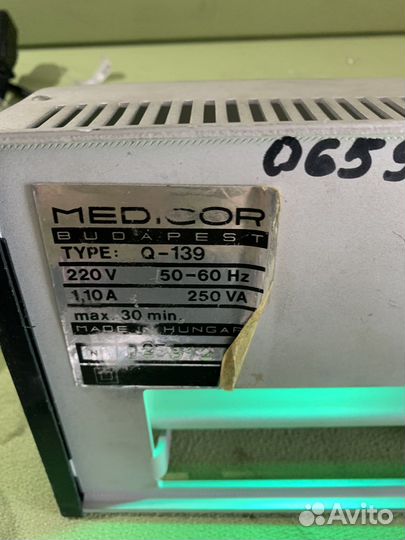 0659
MEDICOR
BUDAPEST
TYPE: Q-139
220 V 50-60 Hz
1,10 A 250 VA
max. 30 min.
MADE IN HUNGAR
Avito